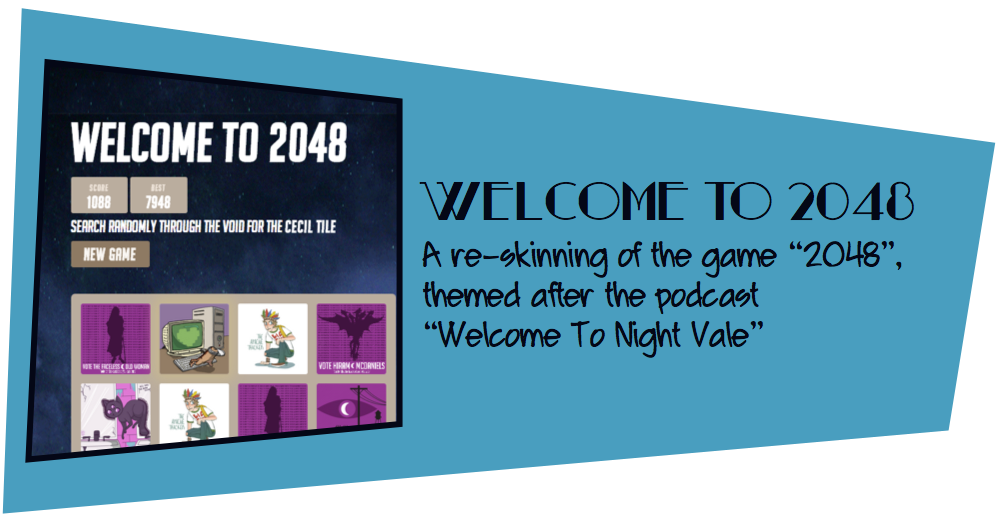 WELCOME TO 2048
SCORE
1088
BEST
7948
SEARCH RANDOMLY THROUGH THE VOID FOR THE CECIL TILE
NEW GAME
VOTE THE FACELESS OLD WOMAN
VOTE HIRAM MCDANIELS
WELCOME TO 2048
A re-skinning of the game “2048”,
themed after the podcast
“Welcome To Night Vale”